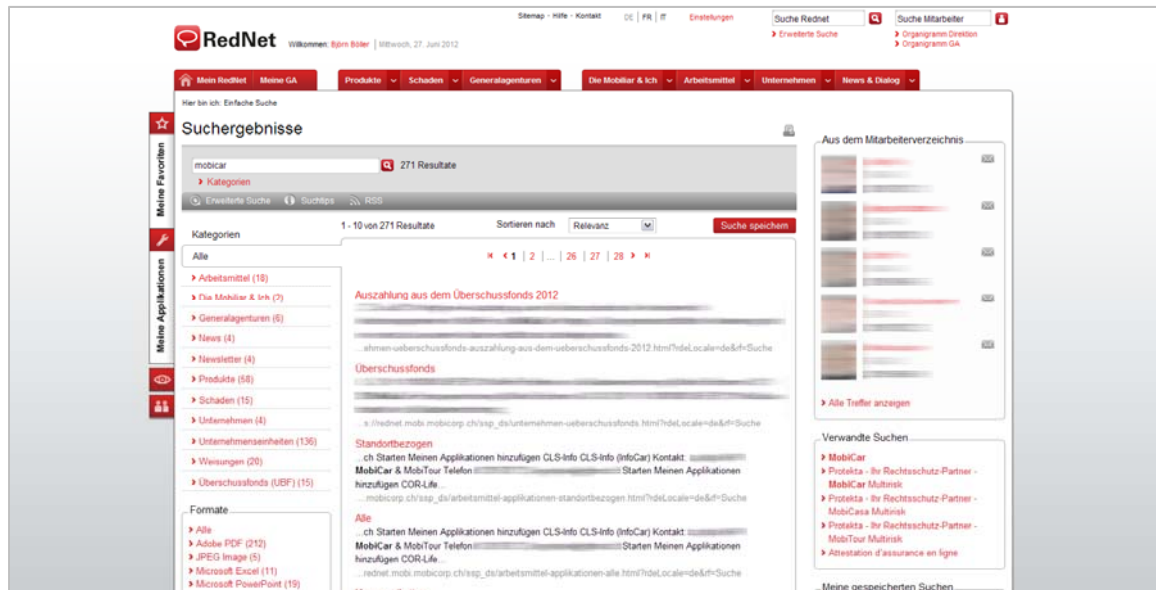 Sitemap · Hilfe · Kontakt DE | FR | IT Einstellungen
Suche Rednet
Suche Mitarbeiter
Erweiterte Suche
Organigramm Direktion
Organigramm GA
RedNet
Willkommen: Björn Böller | Mittwoch, 27. Juni 2012
Mein RedNet Meine GA Produkte Schaden Generalagenturen Die Mobiliar & Ich Arbeitsmittel Unternehmen News & Dialog
Hier bin ich: Einfache Suche
Suchergebnisse
mobicar
271 Resultate
Kategorien
Erweiterte Suche Suchtips RSS
Meine Favoriten
Meine Applikationen
Kategorien
Alle
Arbeitsmittel (18)
Die Mobiliar & Ich (2)
Generalagenturen (6)
News (4)
Newsletter (4)
Produkte (58)
Schaden (15)
Unternehmen (4)
Unternehmenseinheiten (136)
Weisungen (20)
Überschussfonds (UBF) (15)
Formate
Alle
Adobe PDF (212)
JPEG Image (5)
Microsoft Excel (11)
Microsoft PowerPoint (19)
1 - 10 von 271 Resultate
Sortieren nach
Relevanz
Suche speichern
1 | 2 | ... | 26 | 27 | 28
Auszahlung aus dem Überschussfonds 2012
...ehmen-ueberschussfonds-auszahlung-aus-dem-ueberschussfonds-2012.html?rdeLocale=de&rf=Suche
Überschussfonds
...s://rednet.mobi.mobicorp.ch/ssp_ds/unternehmen-ueberschussfonds.html?rdeLocale=de&rf=Suche
Standortbezogen
...ch Starten Meinen Applikationen hinzufügen CLS-Info CLS-Info (InfoCar) Kontakt:
MobiCar & MobiTour Telefon Starten Meinen Applikationen
hinzufügen COR-Life...
...mobicorp.ch/ssp_ds/arbeitsmittel-applikationen-standortbezogen.html?rdeLocale=de&rf=Suche
Alle
...ch Starten Meinen Applikationen hinzufügen CLS-Info CLS-Info (InfoCar) Kontakt:
MobiCar & MobiTour Telefon Starten Meinen Applikationen
hinzufügen COR-Life...
...rednet.mobi.mobicorp.ch/ssp_ds/arbeitsmittel-applikationen-alle.html?rdeLocale=de&rf=Suche
Aus dem Mitarbeiterverzeichnis
Alle Treffer anzeigen
Verwandte Suchen
MobiCar
Protekta - Ihr Rechtsschutz-Partner -
MobiCar Multirisk
Protekta - Ihr Rechtsschutz-Partner -
MobiCasa Multirisk
Protekta - Ihr Rechtsschutz-Partner -
MobiTour Multirisk
Attestation d'assurance en ligne
Meine gespeicherten Suchen